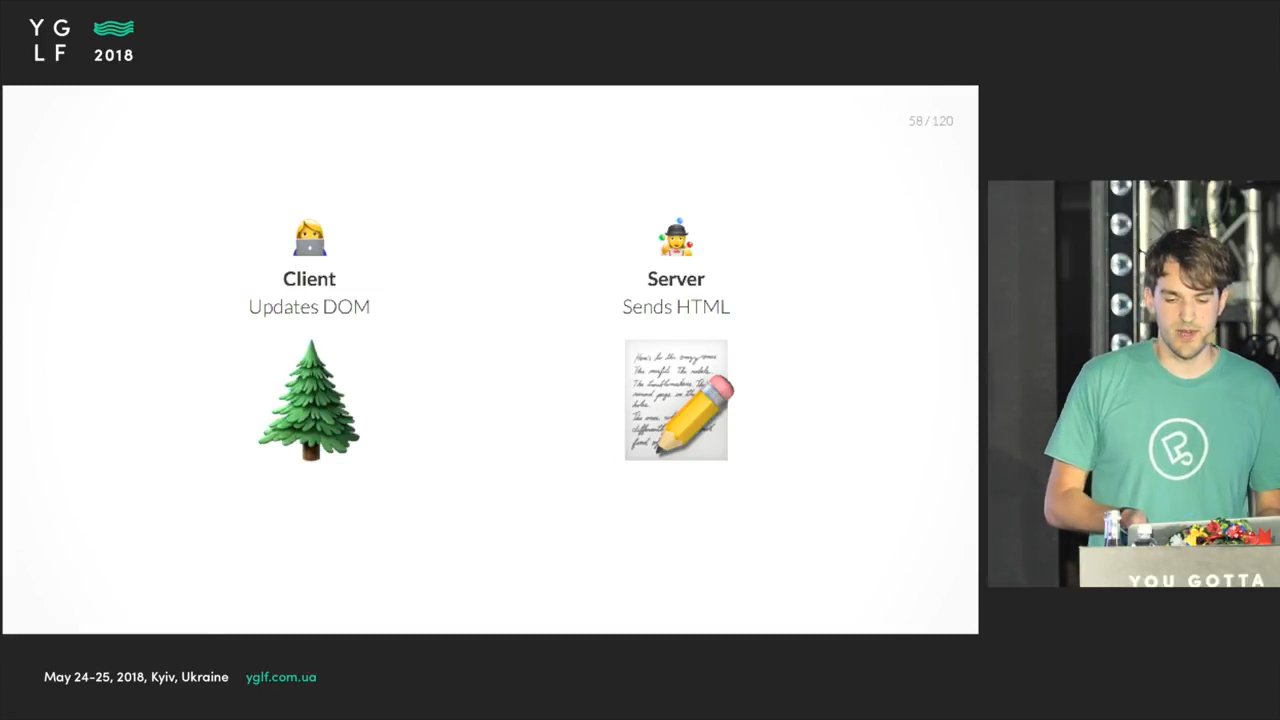 Y G
L F
2018
58 / 120
Client
Updates DOM
Server
Sends HTML
YOU GOTTA
May 24-25, 2018, Kyiv, Ukraine yglf.com.ua